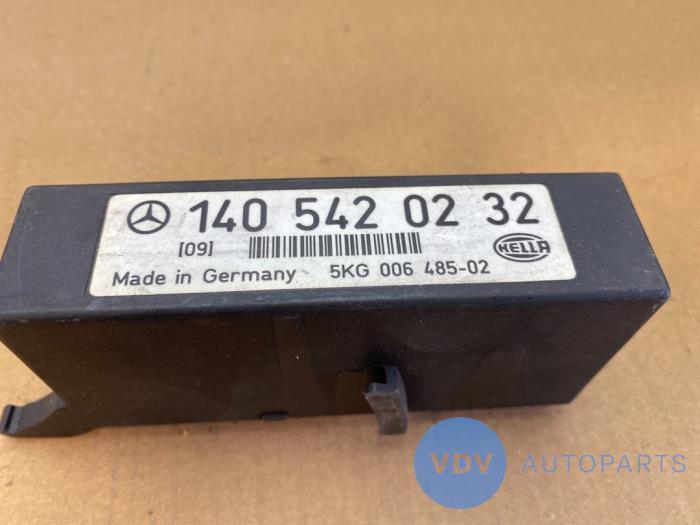 140 542 02 32
[09]
HELLA
Made in Germany 5KG 006 485-02
VDV AUTOPARTS